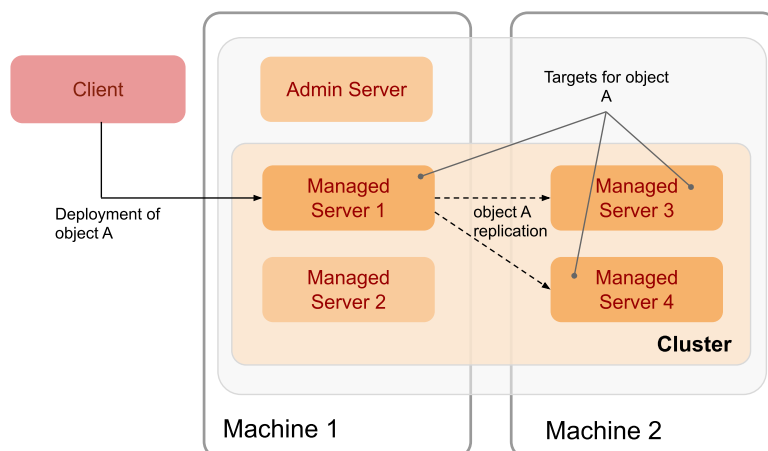 Client
Admin Server
Targets for object
A
Managed
Server 1
Managed
Server 3
Deployment of
object A
object A
replication
Managed
Server 2
Managed
Server 4
Cluster
Machine 1
Machine 2